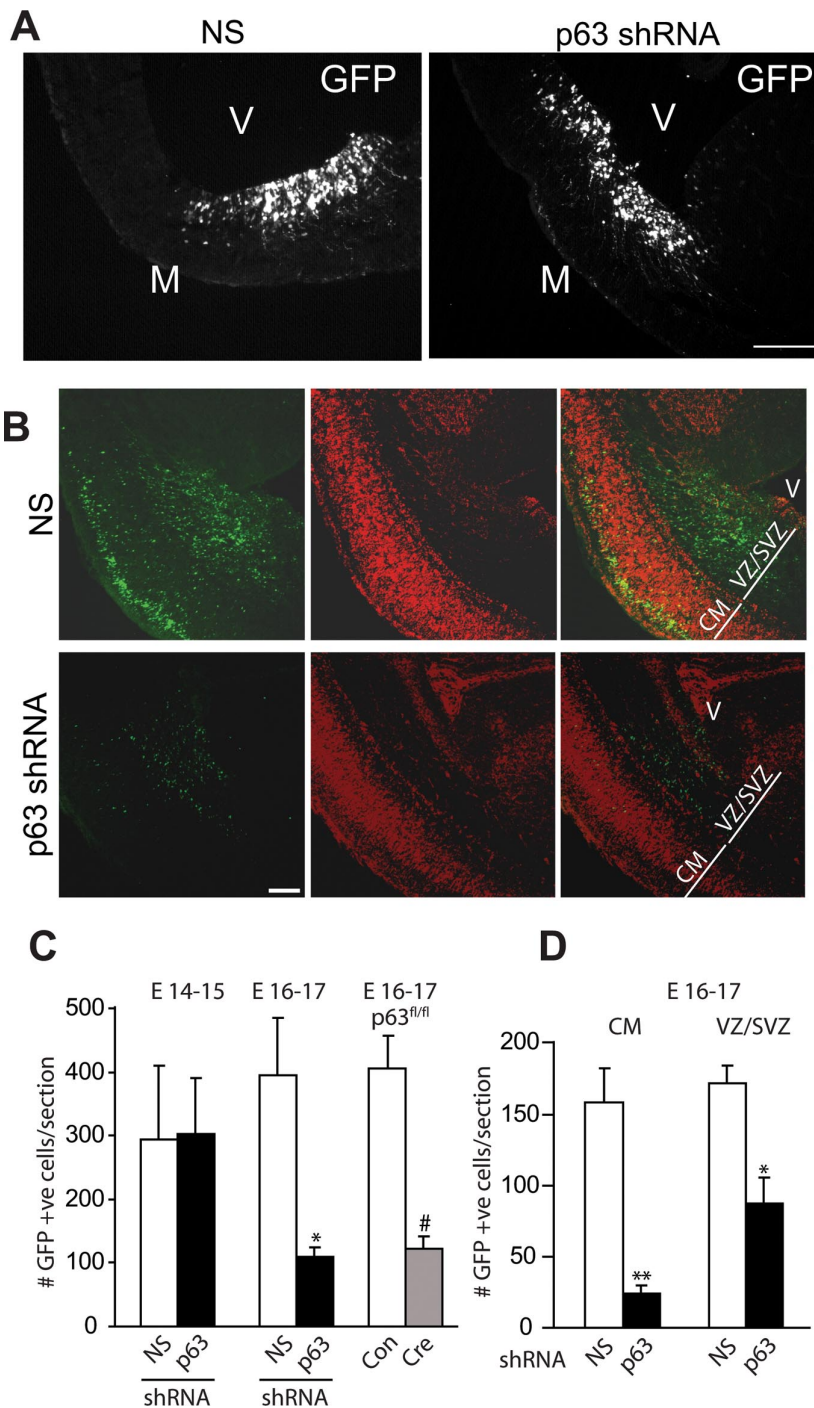 A
NS
p63 shRNA
GFP
V
M
GFP
V
M
B
NS
V
VZ/SVZ
CM
p63 shRNA
V
VZ/SVZ
CM
C
E 14-15
E 16-17
E 16-17
p63fl/fl
# GFP +ve cells/section
500
400
300
200
100
0
*
#
NS
p63
NS
p63
Con
Cre
shRNA
shRNA
D
E 16-17
CM
VZ/SVZ
# GFP +ve cells/section
200
150
100
50
0
**
*
shRNA
NS
p63
NS
p63